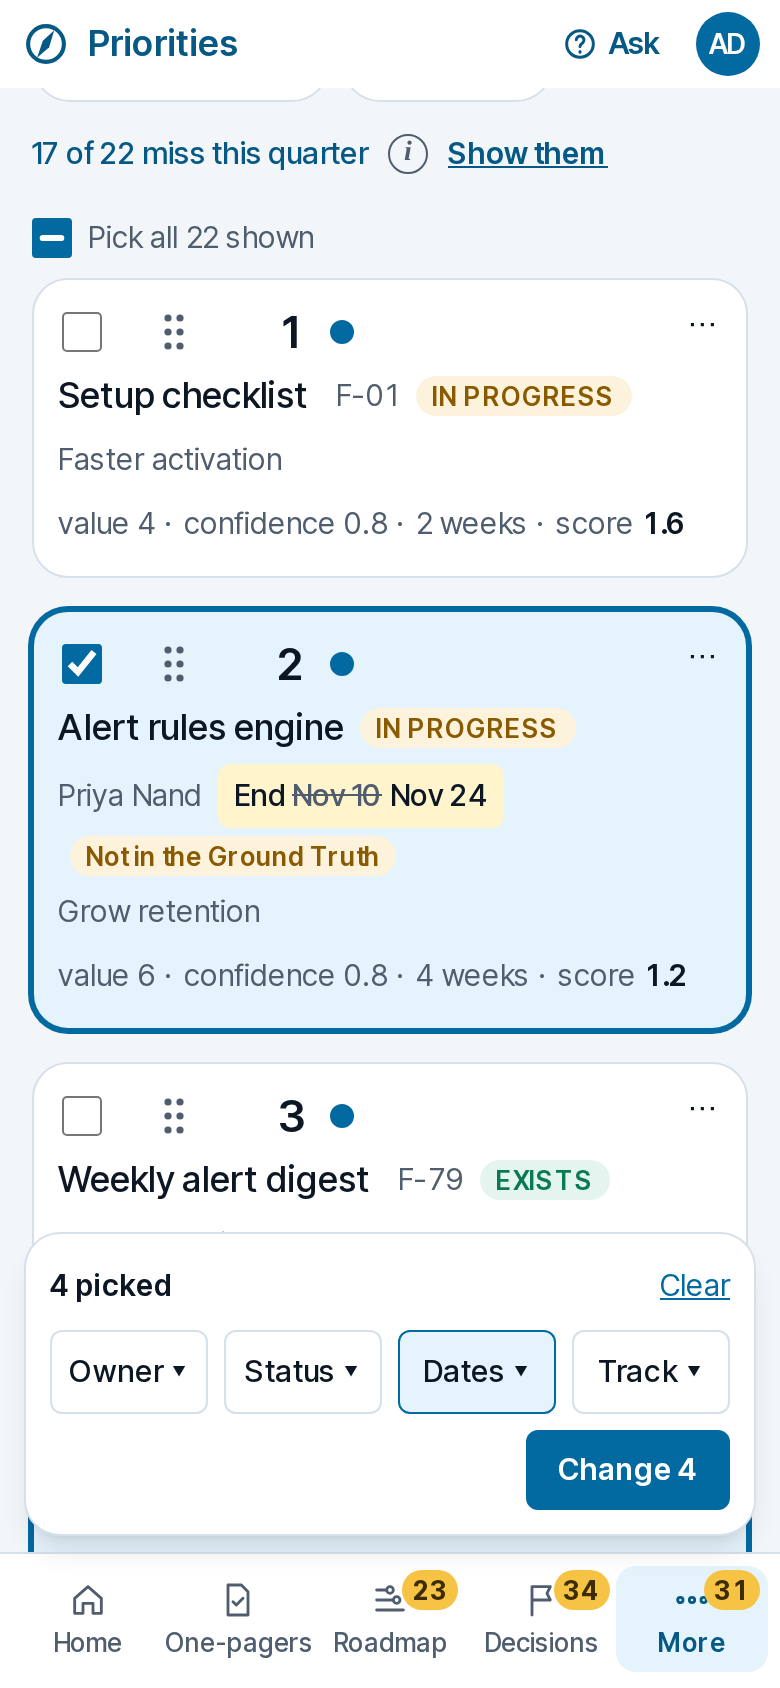 Priorities
Ask
AD
17 of 22 miss this quarter i Show them
Pick all 22 shown
1 ...
Setup checklist F-01 IN PROGRESS
Faster activation
value 4 · confidence 0.8 · 2 weeks · score 1.6
2 ...
Alert rules engine IN PROGRESS
Priya Nand End Nov 10 Nov 24
Not in the Ground Truth
Grow retention
value 6 · confidence 0.8 · 4 weeks · score 1.2
3 ...
Weekly alert digest F-79 EXISTS
4 picked Clear
Owner ▾ Status ▾ Dates ▾ Track ▾
Change 4
23 34 31
Home One-pagers Roadmap Decisions More